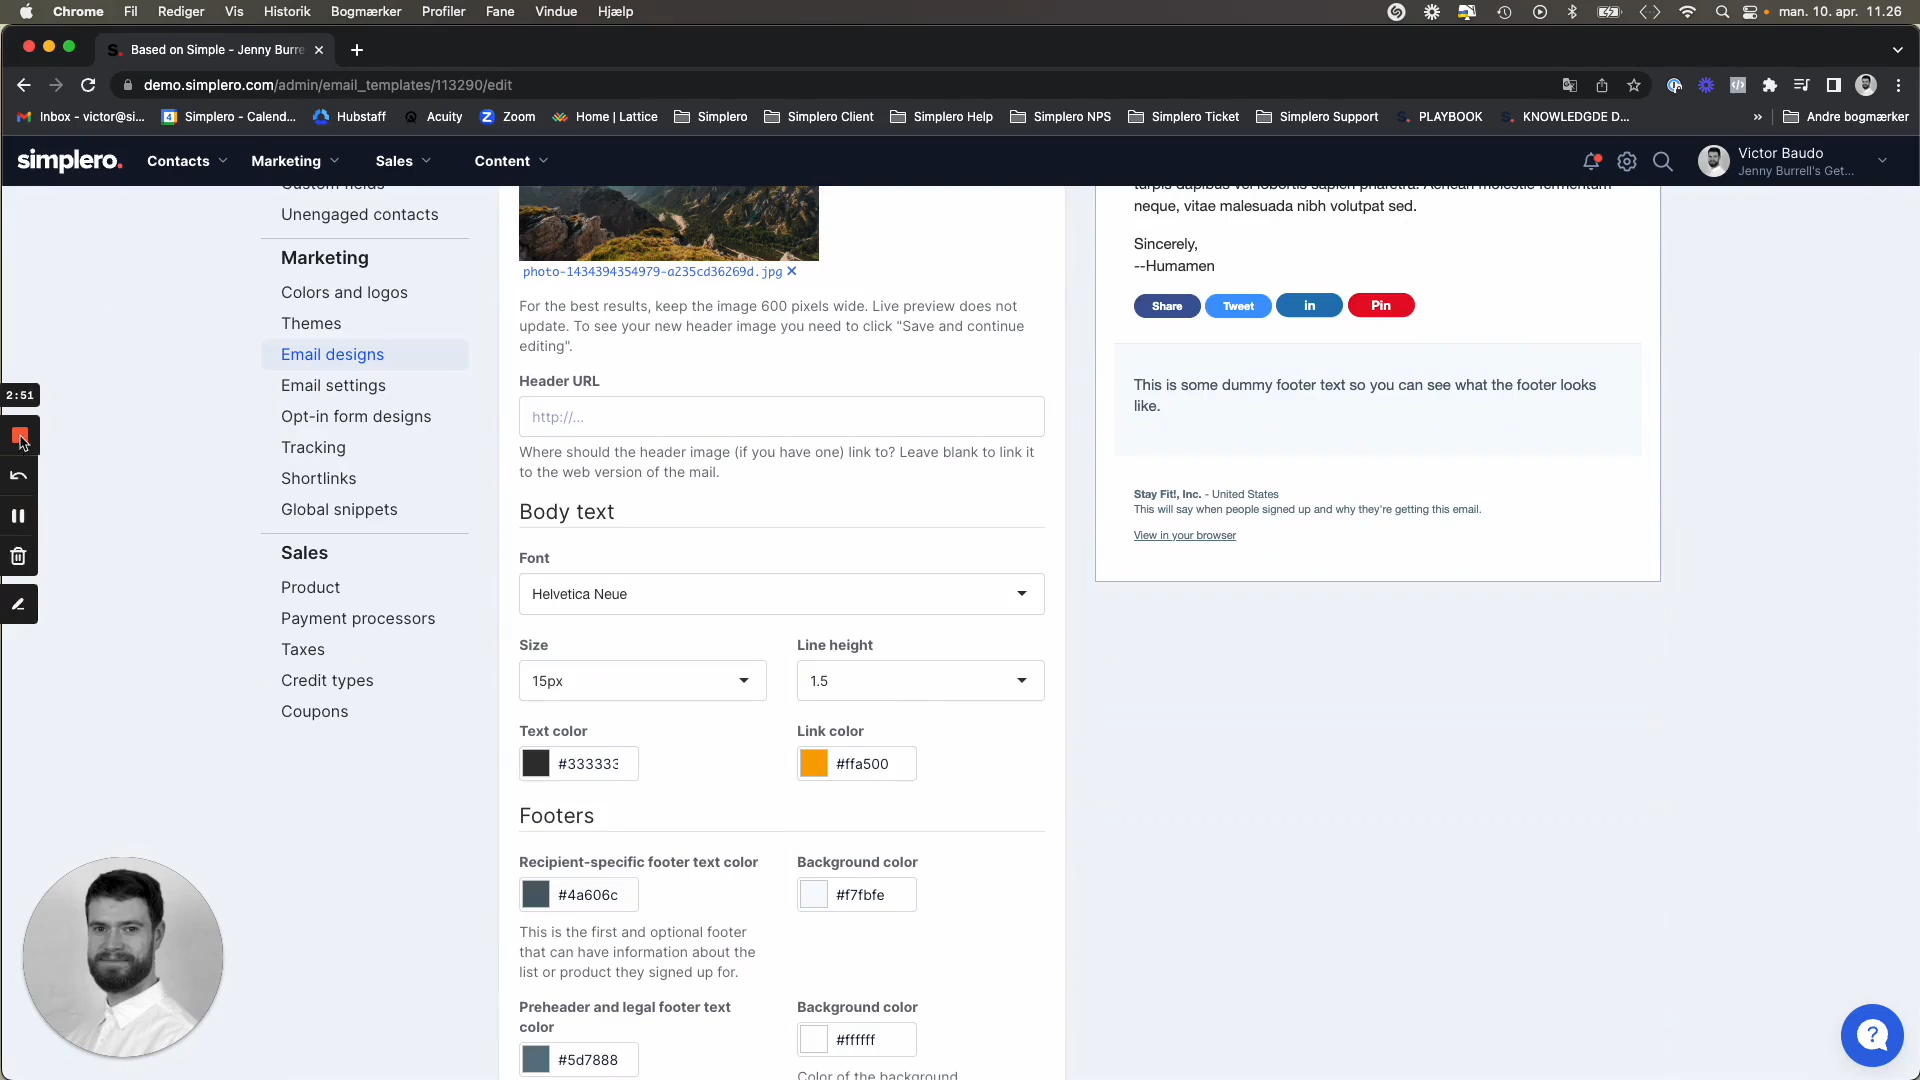 Chrome Fil Rediger Vis Historik Bogmærker Profiler Fane Vindue Hjælp man. 10. apr. 11.26
Based on Simple - Jenny Burre
demo.simplero.com/admin/email_templates/113290/edit
Inbox - victor@si... Simplero - Calend... Hubstaff Acuity Zoom Home | Lattice Simplero Simplero Client Simplero Help Simplero NPS Simplero Ticket Simplero Support PLAYBOOK KNOWLEDGDE D... » Andre bogmærker
simplero. Contacts Marketing Sales Content Victor Baudo
Jenny Burrell's Get...
Custom fields
Unengaged contacts
Marketing
Colors and logos
Themes
Email designs
Email settings
Opt-in form designs
Tracking
Shortlinks
Global snippets
Sales
Product
Payment processors
Taxes
Credit types
Coupons
2:51
photo-1434394354979-a235cd36269d.jpg
For the best results, keep the image 600 pixels wide. Live preview does not
update. To see your new header image you need to click "Save and continue
editing".
Header URL
http://...
Where should the header image (if you have one) link to? Leave blank to link it
to the web version of the mail.
Body text
Font
Helvetica Neue
Size Line height
15px 1.5
Text color Link color
#333333 #ffa500
Footers
Recipient-specific footer text color Background color
#4a606c #f7fbfe
This is the first and optional footer
that can have information about the
list or product they signed up for.
Preheader and legal footer text
color
Background color
#5d7888 #ffffff
Color of the background
turpis dapibus vel lobortis sapien pharetra. Aenean molestie fermentum
neque, vitae malesuada nibh volutpat sed.
Sincerely,
--Humamen
Share Tweet in Pin
This is some dummy footer text so you can see what the footer looks
like.
Stay Fit!, Inc. - United States
This will say when people signed up and why they're getting this email.
View in your browser